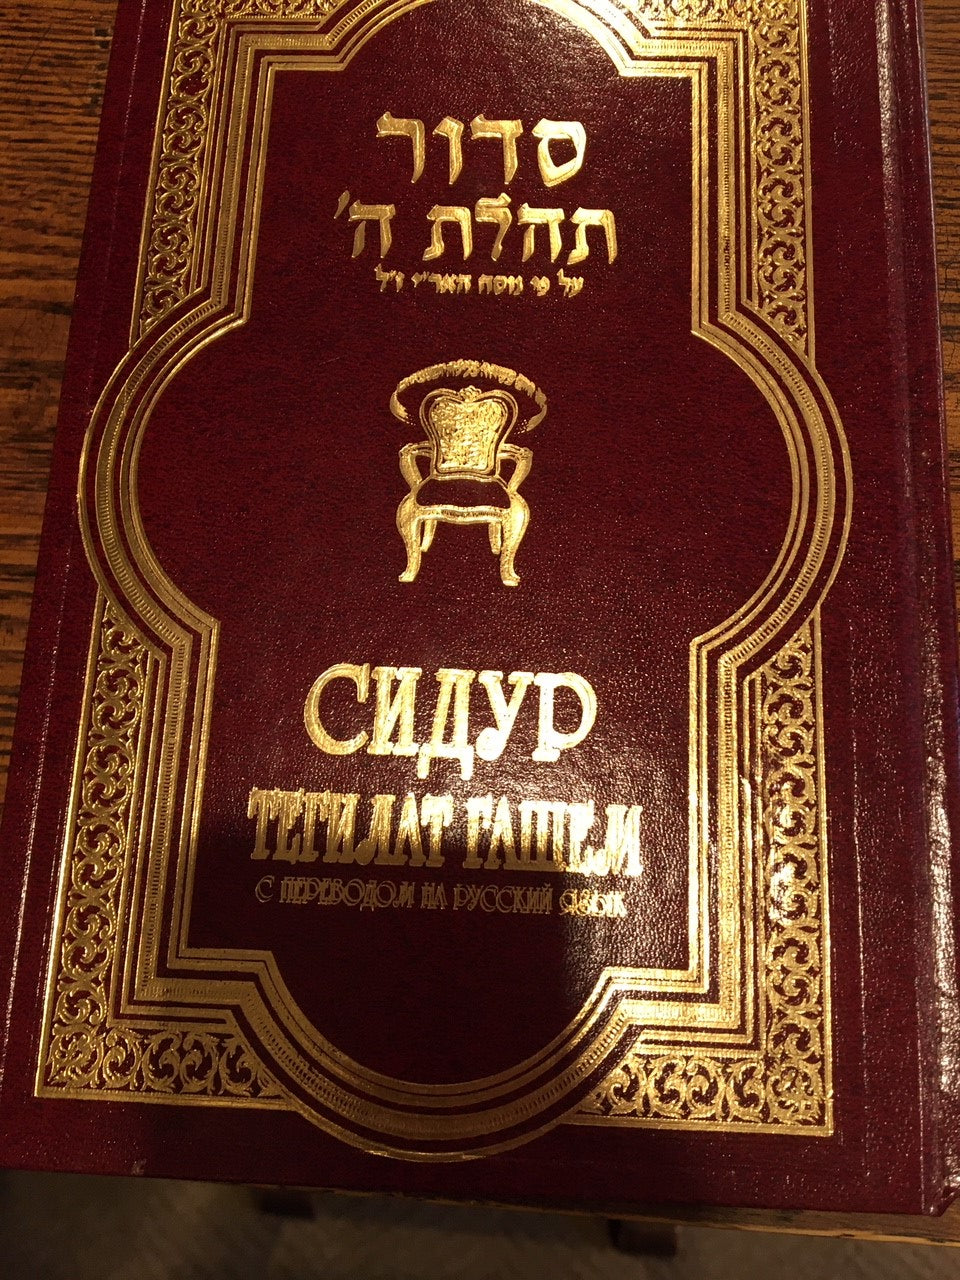 סדור
תהלת ה'
על פי נוסח האר"י ז"ל
СИДУР
ТЕГИЛАТ ГАШЕМ
С ПЕРЕВОДОМ НА РУССКИЙ ЯЗЫК